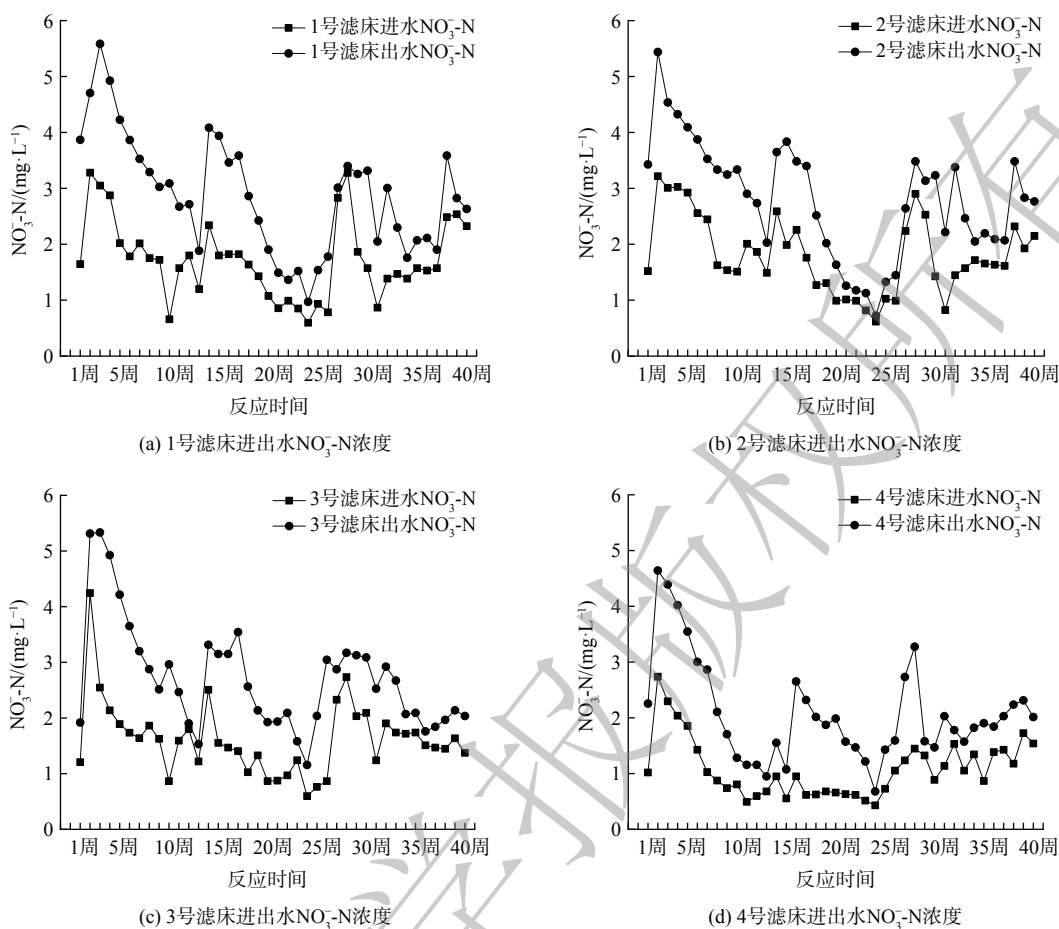 6
5
4
3
2
1
0
NO₃⁻-N/(mg·L⁻¹)
1号滤床进水NO₃⁻-N
1号滤床出水NO₃⁻-N
1周 5周 10周 15周 20周 25周 30周 35周 40周
反应时间
(a) 1号滤床进出水NO₃⁻-N浓度
6
5
4
3
2
1
0
NO₃⁻-N/(mg·L⁻¹)
2号滤床进水NO₃⁻-N
2号滤床出水NO₃⁻-N
1周 5周 10周 15周 20周 25周 30周 35周 40周
反应时间
(b) 2号滤床进出水NO₃⁻-N浓度
6
5
4
3
2
1
0
NO₃⁻-N/(mg·L⁻¹)
3号滤床进水NO₃⁻-N
3号滤床出水NO₃⁻-N
1周 5周 10周 15周 20周 25周 30周 35周 40周
反应时间
(c) 3号滤床进出水NO₃⁻-N浓度
6
5
4
3
2
1
0
NO₃⁻-N/(mg·L⁻¹)
4号滤床进水NO₃⁻-N
4号滤床出水NO₃⁻-N
1周 5周 10周 15周 20周 25周 30周 35周 40周
反应时间
(d) 4号滤床进出水NO₃⁻-N浓度
学报版权所有